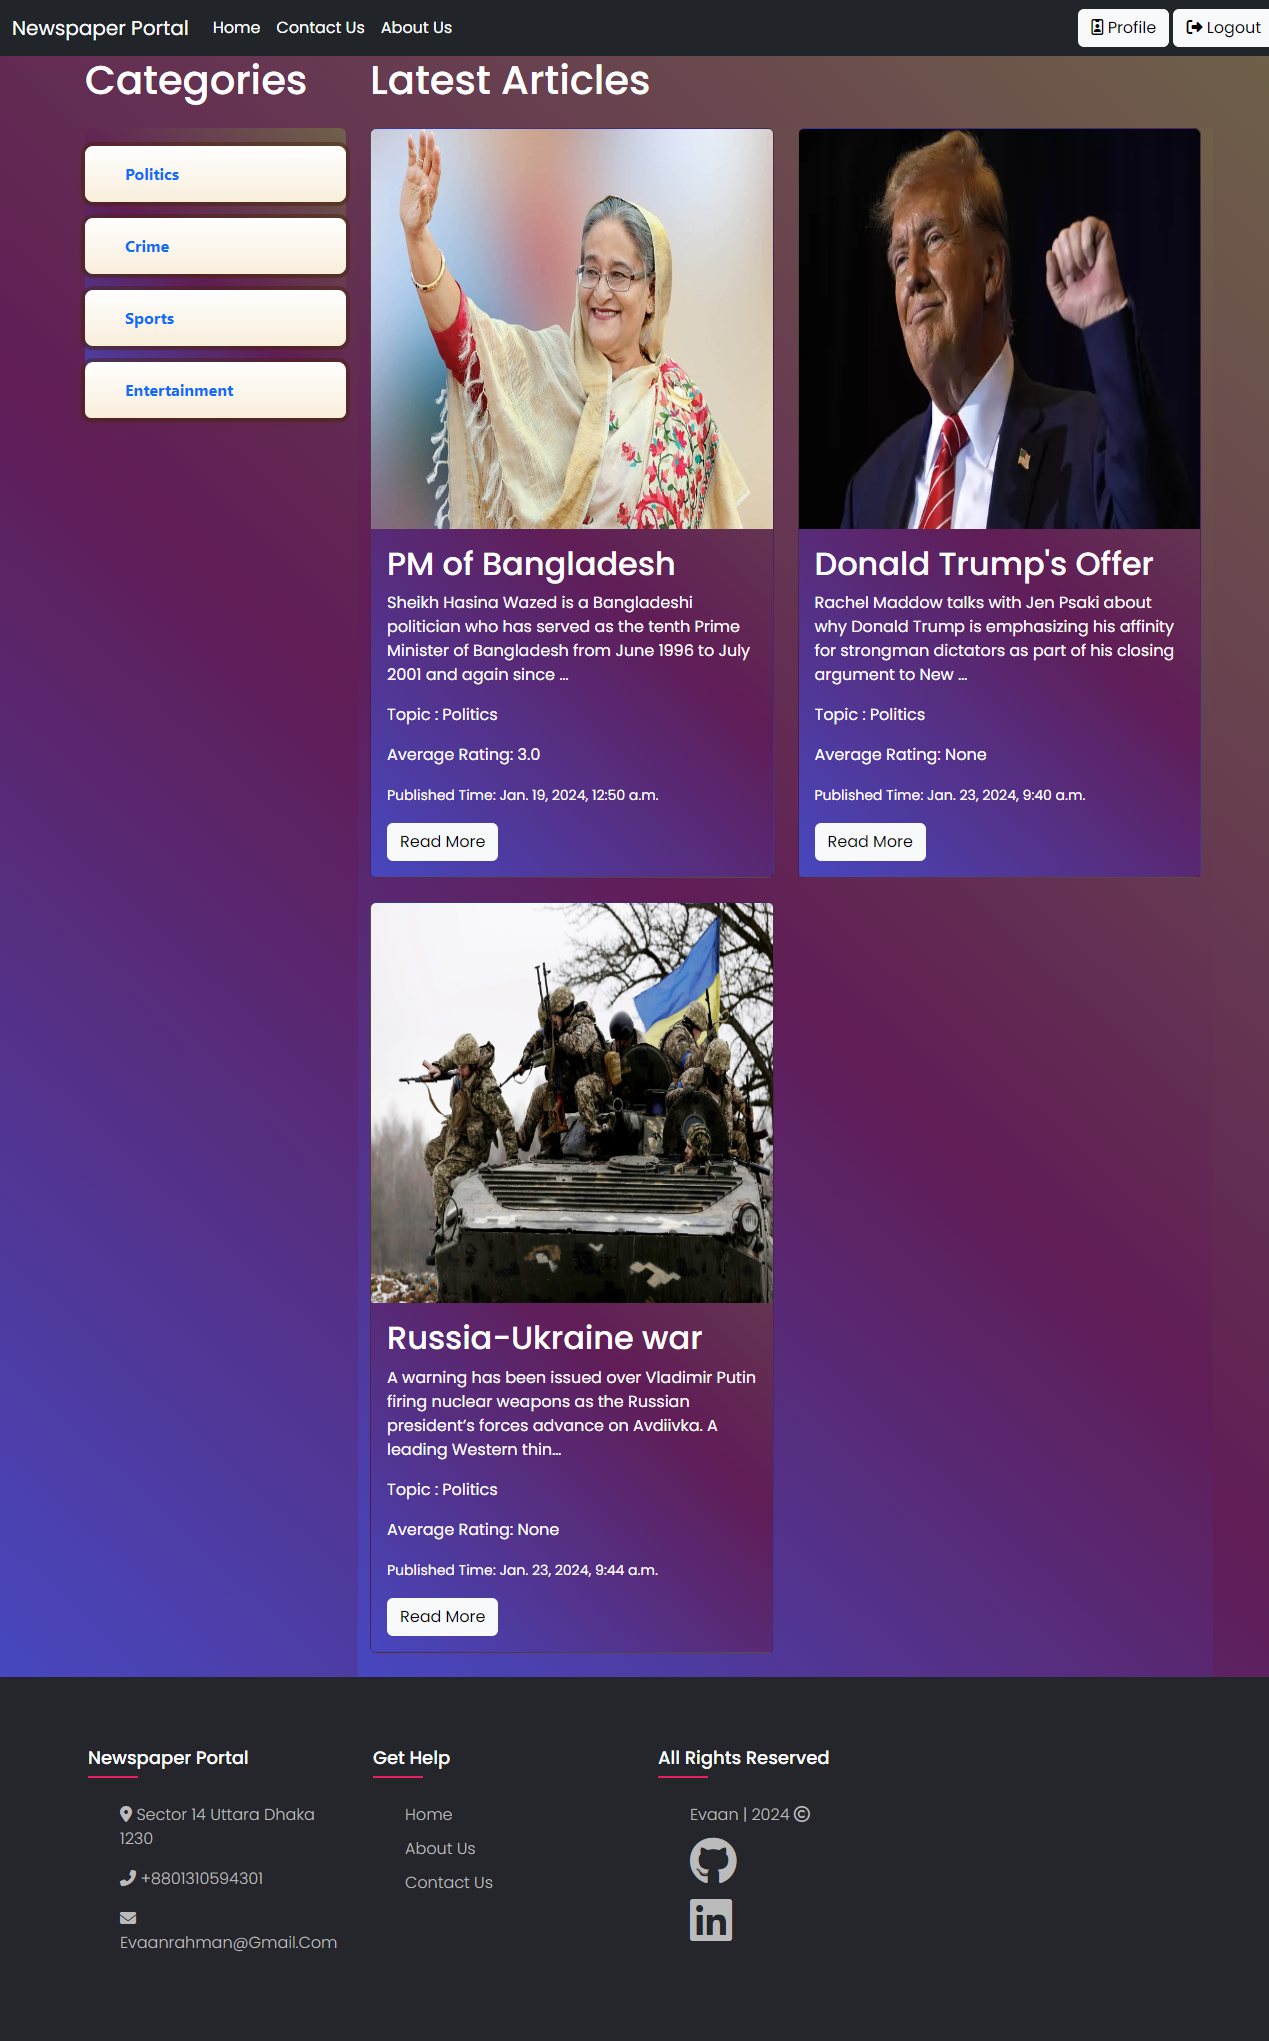 Newspaper Portal Home Contact Us About Us Profile Logout
Categories
Politics
Crime
Sports
Entertainment
Latest Articles
PM of Bangladesh
Sheikh Hasina Wazed is a Bangladeshi
politician who has served as the tenth Prime
Minister of Bangladesh from June 1996 to July
2001 and again since ...
Topic : Politics
Average Rating: 3.0
Published Time: Jan. 19, 2024, 12:50 a.m.
Read More
Donald Trump's Offer
Rachel Maddow talks with Jen Psaki about
why Donald Trump is emphasizing his affinity
for strongman dictators as part of his closing
argument to New ...
Topic : Politics
Average Rating: None
Published Time: Jan. 23, 2024, 9:40 a.m.
Read More
Russia-Ukraine war
A warning has been issued over Vladimir Putin
firing nuclear weapons as the Russian
president’s forces advance on Avdiivka. A
leading Western thin...
Topic : Politics
Average Rating: None
Published Time: Jan. 23, 2024, 9:44 a.m.
Read More
Newspaper Portal
Sector 14 Uttara Dhaka
1230
+8801310594301
Evaanrahman@Gmail.Com
Get Help
Home
About Us
Contact Us
All Rights Reserved
Evaan | 2024 ©
in